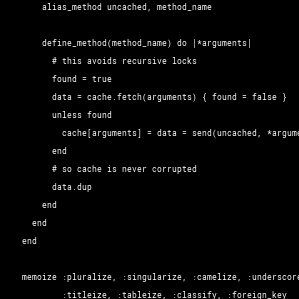 alias_method uncached, method_name
define_method(method_name) do |*arguments|
# this avoids recursive locks
found = true
data = cache.fetch(arguments) { found = false }
unless found
cache[arguments] = data = send(uncached, *argume
end
# so cache is never corrupted
data.dup
end
end
end
memoize :pluralize, :singularize, :camelize, :underscore
:titleize, :tableize, :classify, :foreign_key